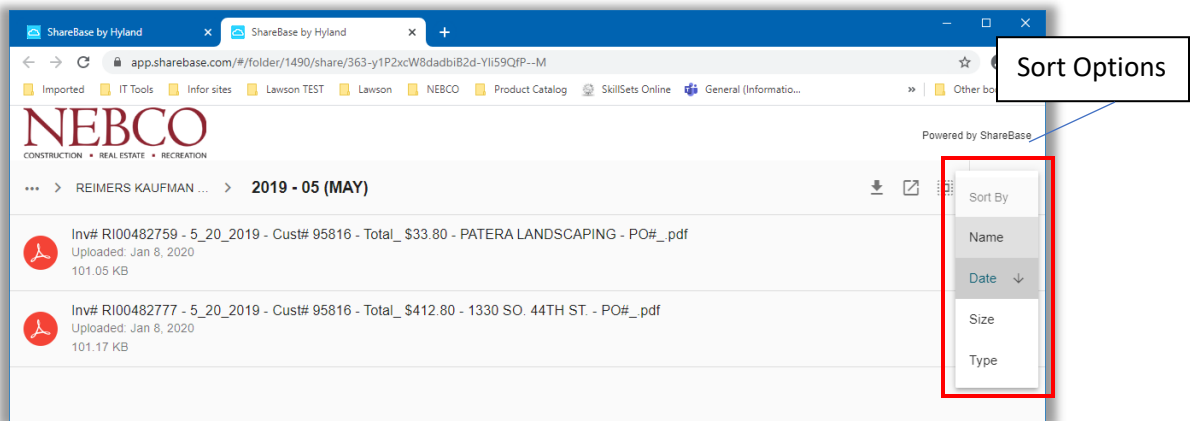 ShareBase by Hyland
ShareBase by Hyland
app.sharebase.com/#/folder/1490/share/363-y1P2xcW8dadbiB2d-Yli59QfP--M
Sort Options
Imported IT Tools Infor sites Lawson TEST Lawson NEBCO Product Catalog SkillSets Online General (Informatio... » Other bo
NEBCO
CONSTRUCTION • REAL ESTATE • RECREATION
Powered by ShareBase
... > REIMERS KAUFMAN ... > 2019 - 05 (MAY)
Sort By
Name
Date
Size
Type
Inv# RI00482759 - 5_20_2019 - Cust# 95816 - Total_ $33.80 - PATERA LANDSCAPING - PO#_.pdf
Uploaded: Jan 8, 2020
101.05 KB
Inv# RI00482777 - 5_20_2019 - Cust# 95816 - Total_ $412.80 - 1330 SO. 44TH ST. - PO#_.pdf
Uploaded: Jan 8, 2020
101.17 KB